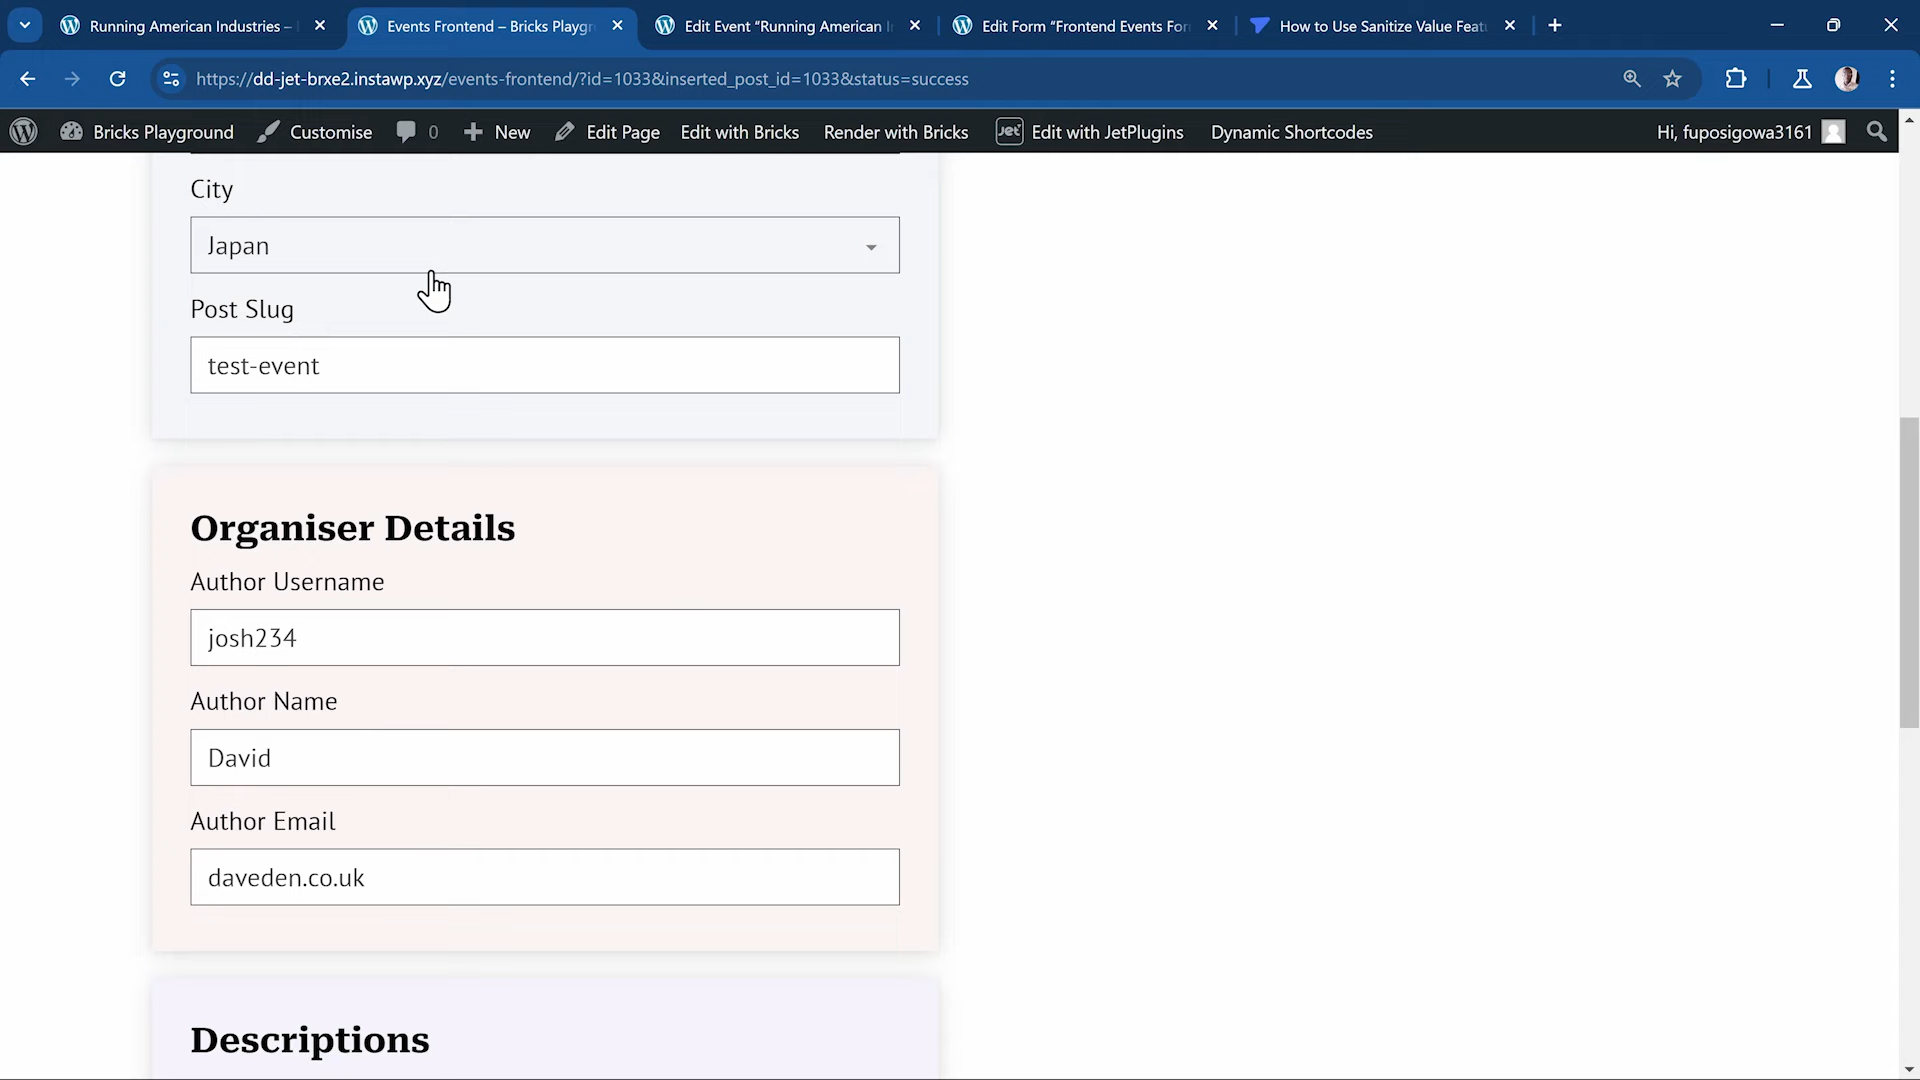 Running American Industries –
Events Frontend – Bricks Playgr
Edit Event “Running American I
Edit Form “Frontend Events For
How to Use Sanitize Value Feat
https://dd-jet-brxe2.instawp.xyz/events-frontend/?id=1033&inserted_post_id=1033&status=success
Bricks Playground
Customise
0
New
Edit Page
Edit with Bricks
Render with Bricks
Jet
Edit with JetPlugins
Dynamic Shortcodes
Hi, fuposigowa3161
City
Japan
Post Slug
test-event
Organiser Details
Author Username
josh234
Author Name
David
Author Email
daveden.co.uk
Descriptions